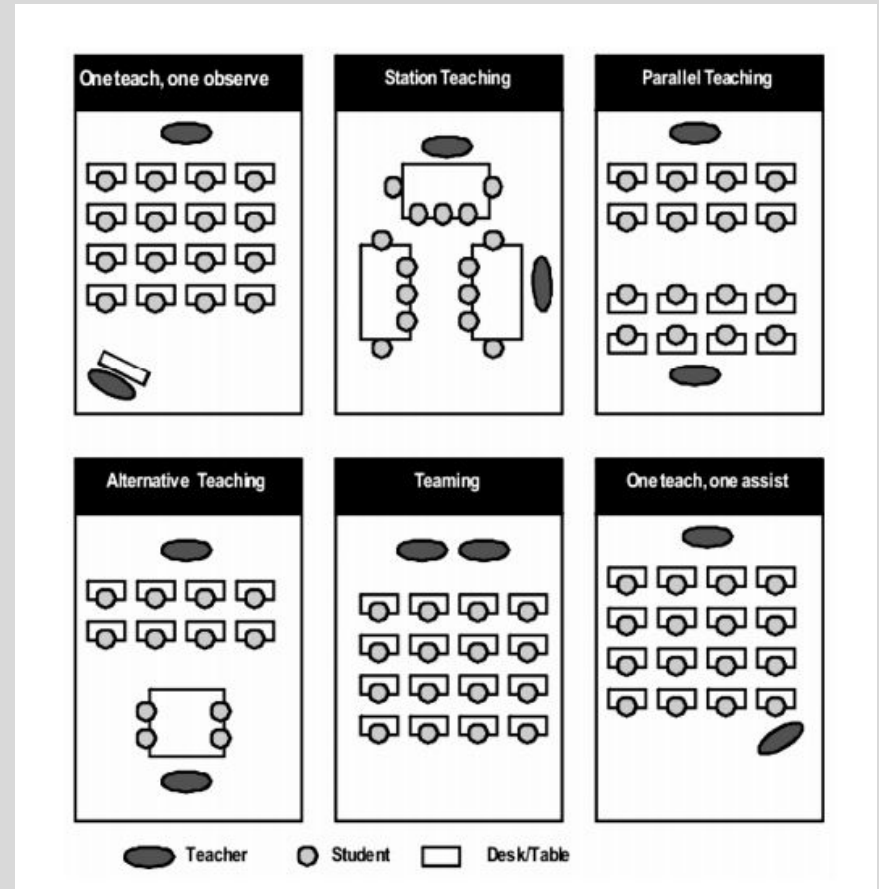 One teach, one observe
Station Teaching
Parallel Teaching
Alternative Teaching
Teaming
One teach, one assist
Teacher
Student
Desk/Table